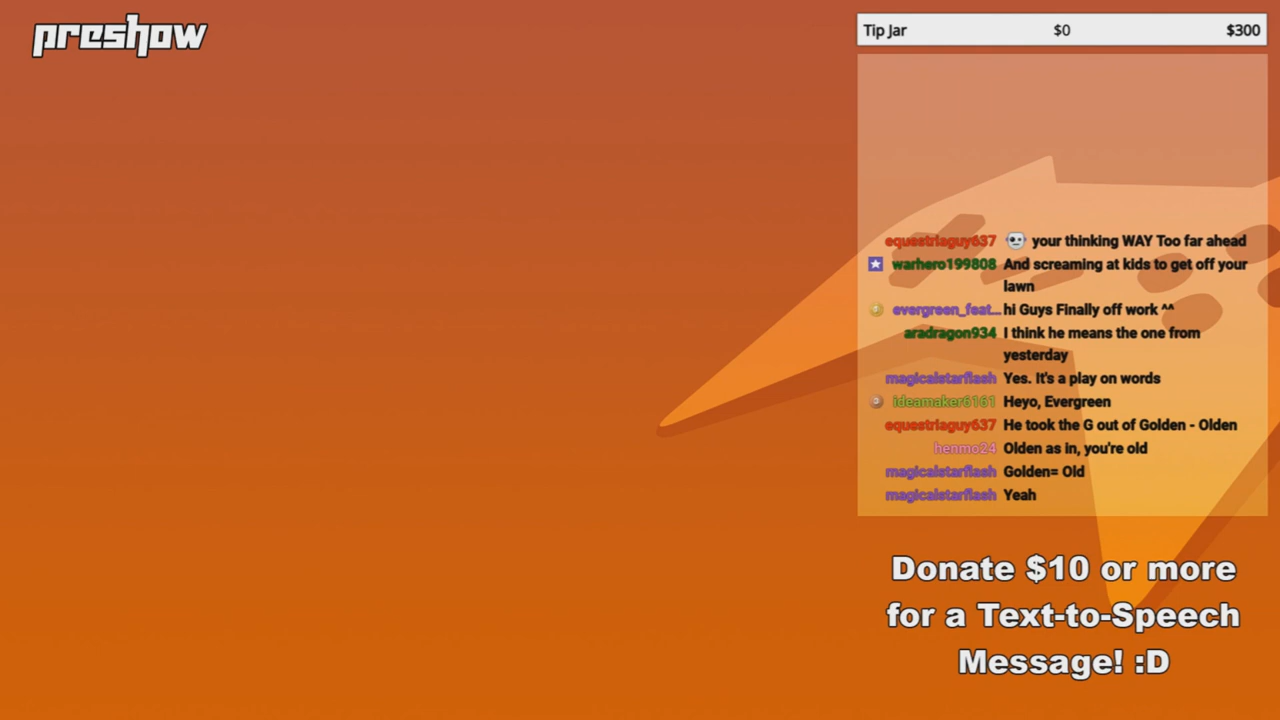 preshow
Tip Jar $0 $300
equestriaguy637 your thinking WAY Too far ahead
warhero199808 And screaming at kids to get off your
lawn
evergreen_feat... hi Guys Finally off work ^^
aradragon934 I think he means the one from
yesterday
magicalstarflash Yes. It's a play on words
ideamaker6161 Heyo, Evergreen
equestriaguy637 He took the G out of Golden - Olden
henmo24 Olden as in, you're old
magicalstarflash Golden= Old
magicalstarflash Yeah
Donate $10 or more
for a Text-to-Speech
Message! :D